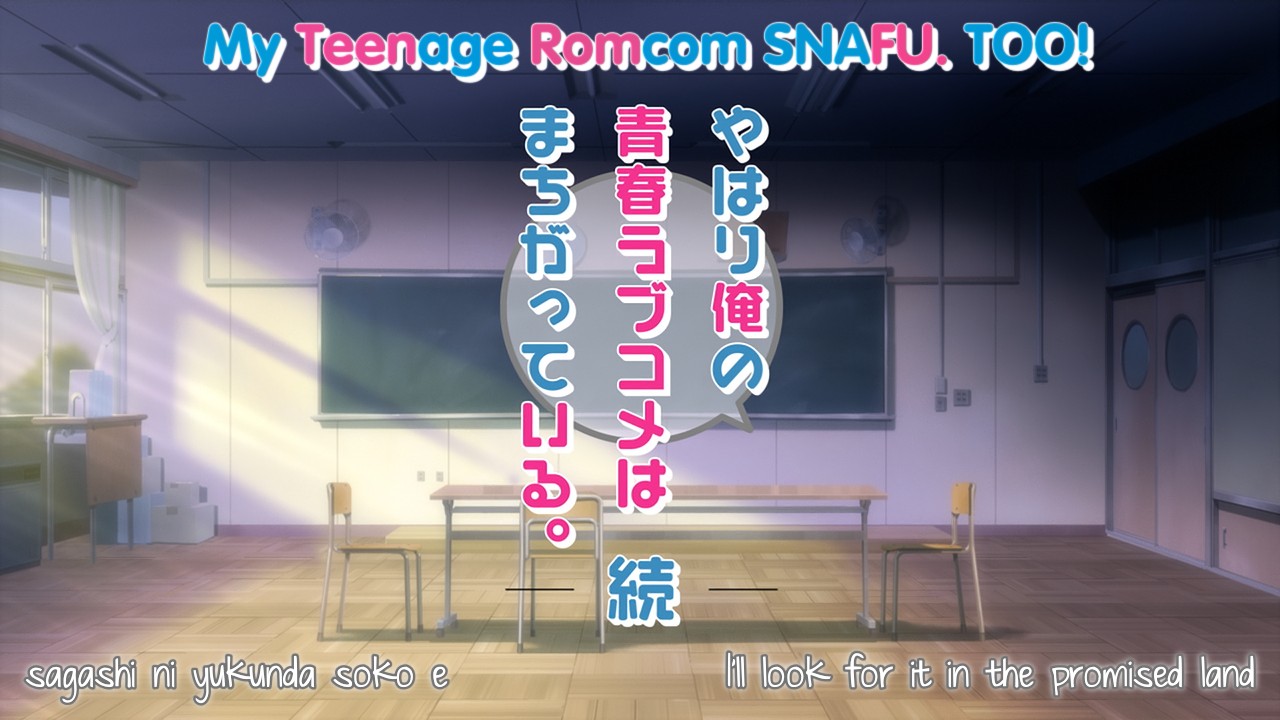 My Teenage Romcom SNAFU. TOO!
やはり俺の
青春ラブコメは
まちがっている。
続
sagashi ni yukunda soko e
I'll look for it in the promised land